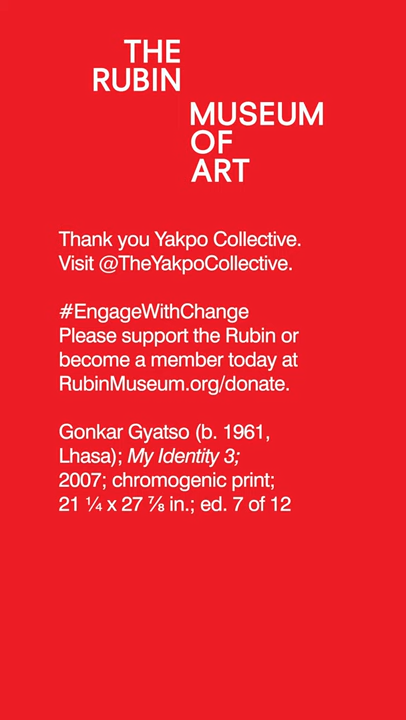 THE
RUBIN
MUSEUM
OF
ART
Thank you Yakpo Collective.
Visit @TheYakpoCollective.
#EngageWithChange
Please support the Rubin or
become a member today at
RubinMuseum.org/donate.
Gonkar Gyatso (b. 1961,
Lhasa); My Identity 3;
2007; chromogenic print;
21 ¼ x 27 ⅞ in.; ed. 7 of 12